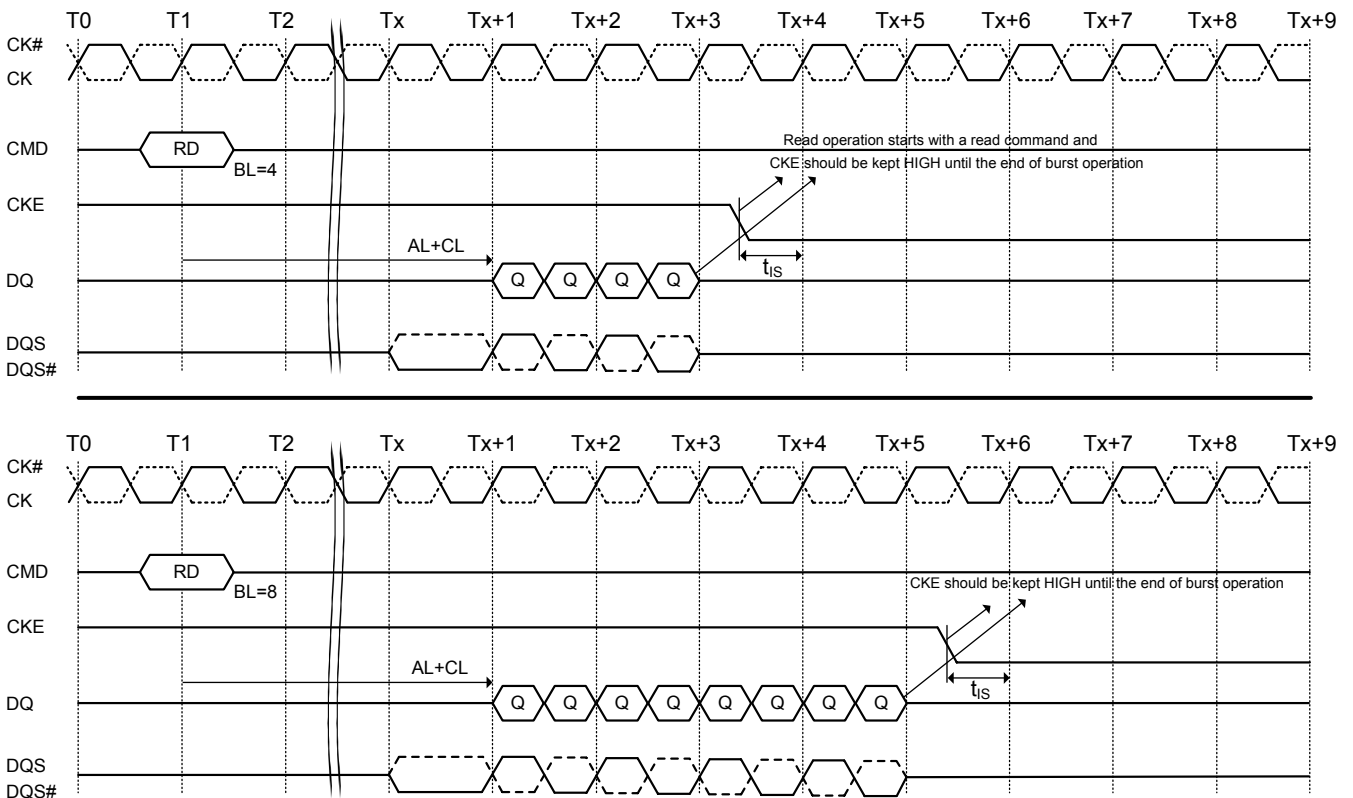 T0 T1 T2 Tx Tx+1 Tx+2 Tx+3 Tx+4 Tx+5 Tx+6 Tx+7 Tx+8 Tx+9
CK#
CK
CMD RD BL=4
Read operation starts with a read command and
CKE should be kept HIGH until the end of burst operation
CKE
AL+CL
tIS
DQ Q Q Q Q
DQS
DQS#
T0 T1 T2 Tx Tx+1 Tx+2 Tx+3 Tx+4 Tx+5 Tx+6 Tx+7 Tx+8 Tx+9
CK#
CK
CMD RD BL=8
CKE should be kept HIGH until the end of burst operation
CKE
AL+CL
tIS
DQ Q Q Q Q Q Q Q Q
DQS
DQS#